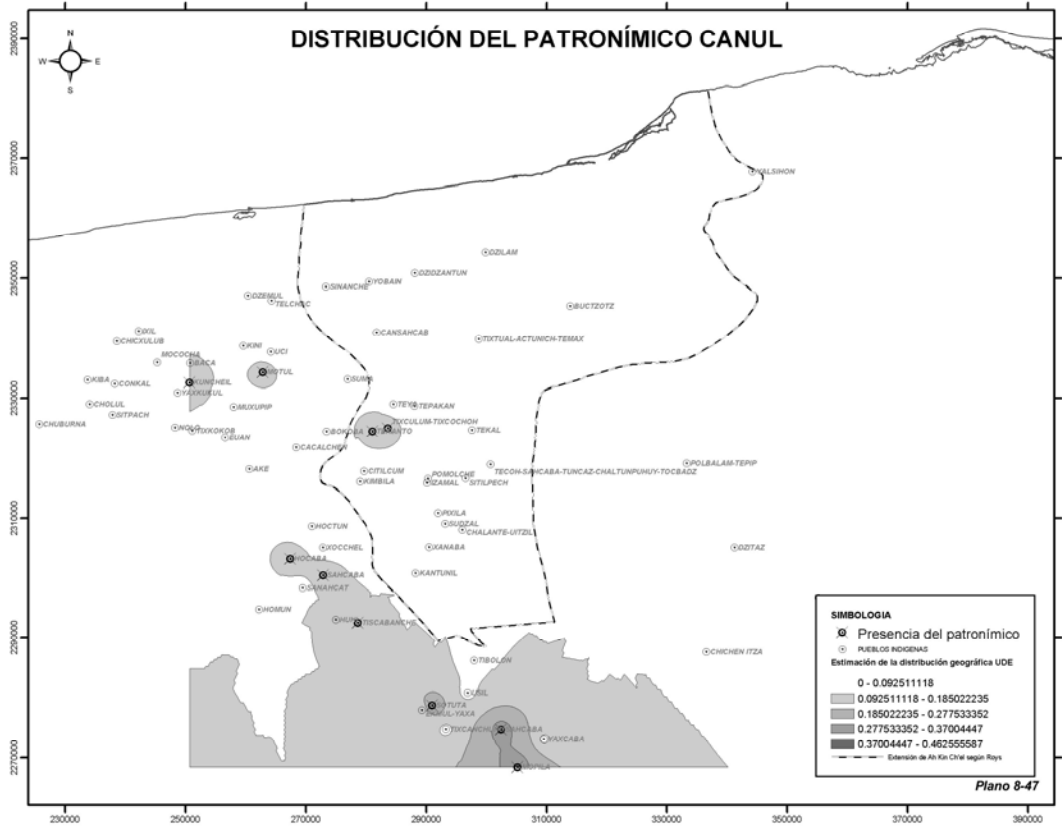 DISTRIBUCIÓN DEL PATRONÍMICO CANUL
N
W
E
S
2390000
2370000
2350000
2330000
2310000
2290000
2270000
YALSIHON
DZILAM
DZIDZANTUN
YOBAIN
SINANCHE
DZEMUL
TELCHAC
BUCTZOTZ
IXIL
CANSAHCAB
CHICXULUB
TIXTUAL-ACTUNICH-TEMAX
KINI
UCI
MOCOCHA
BACA
MOTUL
KIBA
CONKAL
KUNCHEIL
SUMA
YAXKUKUL
CHOLUL
MUXUPIP
TEYA
TEPAKAN
SITPACH
CHUBURNA
NOLO
TIXKOKOB
EUAN
BOKOBA
TIXCULUM-TIXCOCHOH
TEKAL
CACALCHEN
AKE
CITILCUM
KIMBILA
POMOLCHE
IZAMAL
SITILPECH
TECOH-SAHCABA-TUNCAZ-CHALTUNPUHUY-TOCBADZ
POLBALAM-TEPIP
PIXILA
SUDZAL
CHALANTE-UITZIL
HOCTUN
XOCCHEL
XANABA
DZITAZ
HOCABA
SAHCABA
KANTUNIL
SANAHCAT
HOMUN
HUHI
TISCABANCHE
CHICHEN ITZA
TIBOLON
USIL
SOTUTA
TIXCANCHU
YAXCABA
SIMBOLOGIA
Presencia del patronímico
PUEBLOS INDIGENAS
Estimación de la distribución geográfica UDE
0 - 0.092511118
0.092511118 - 0.185022235
0.185022235 - 0.277533352
0.277533352 - 0.37004447
0.37004447 - 0.462555587
Extensión de Ah Kin Ch'el según Roys
Plano 8-47
230000 250000 270000 290000 310000 330000 350000 370000 390000